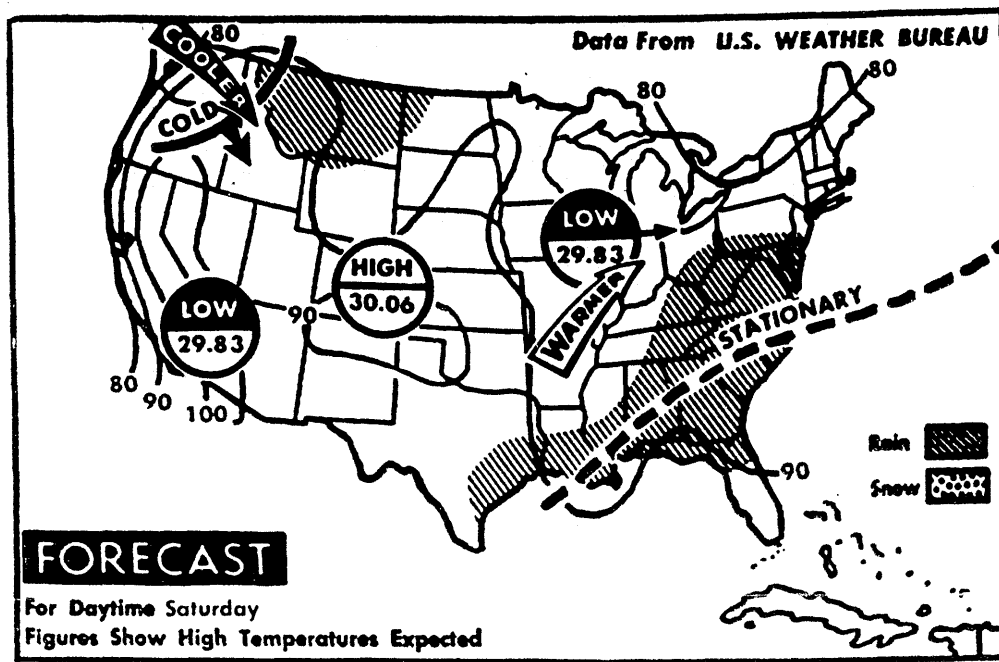 Data From U.S. WEATHER BUREAU
80
COOLER
COLD
80
80
LOW
29.83
HIGH
30.06
LOW
29.83
WARMER
STATIONARY
90
80
90
100
90
Rain
Snow
FORECAST
For Daytime Saturday
Figures Show High Temperatures Expected